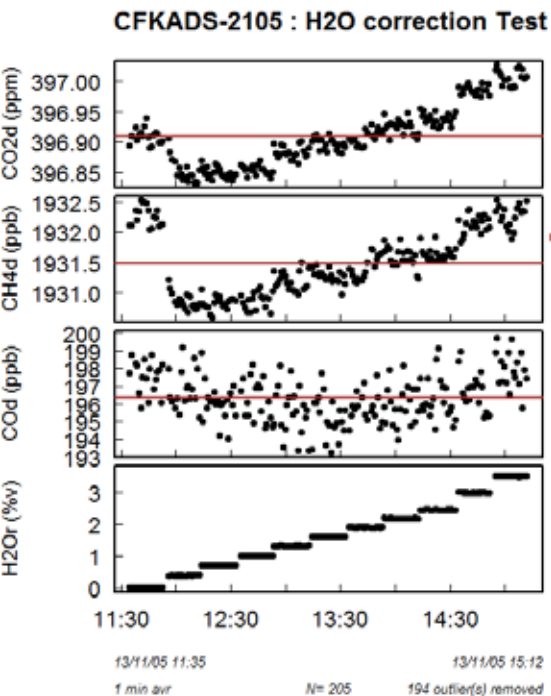 CFKADS-2105 : H2O correction Test
CO2d (ppm)
397.00
396.95
396.90
396.85
CH4d (ppb)
1932.5
1932.0
1931.5
1931.0
COd (ppb)
200
199
198
197
196
195
194
193
H2Or (%v)
3
2
1
0
11:30 12:30 13:30 14:30
13/11/05 11:35 13/11/05 15:12
1 min avr N= 205 194 outlier(s) removed